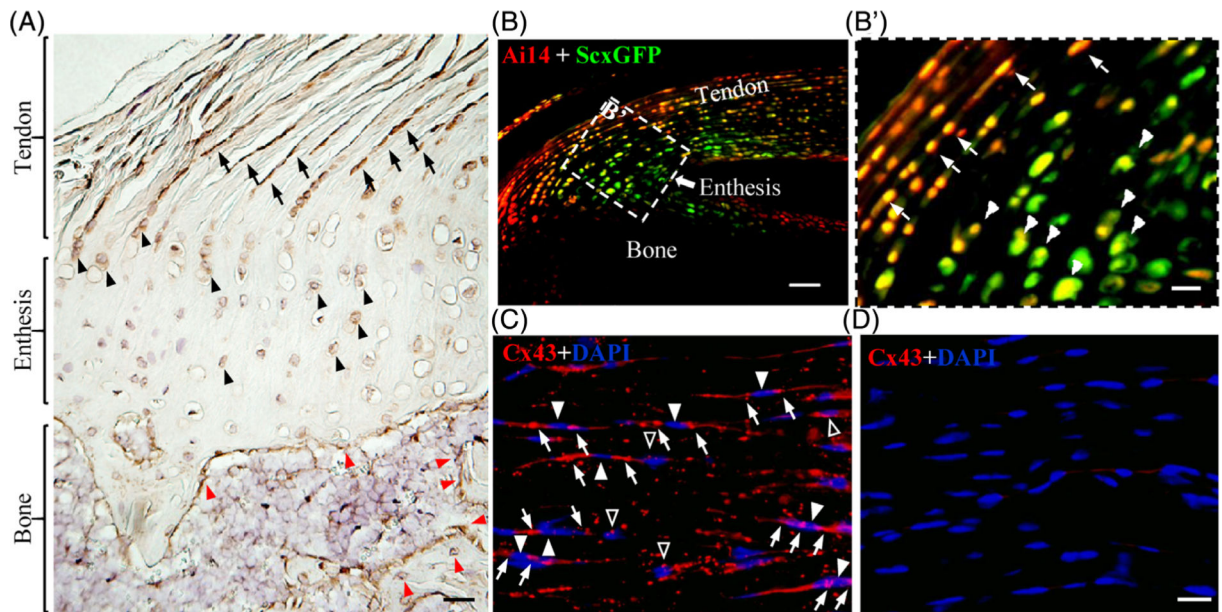 (A)
Tendon
Enthesis
Bone
(B)
Ai14 + ScxGFP
Tendon
B'
Enthesis
Bone
(B')
(C)
Cx43+DAPI
(D)
Cx43+DAPI